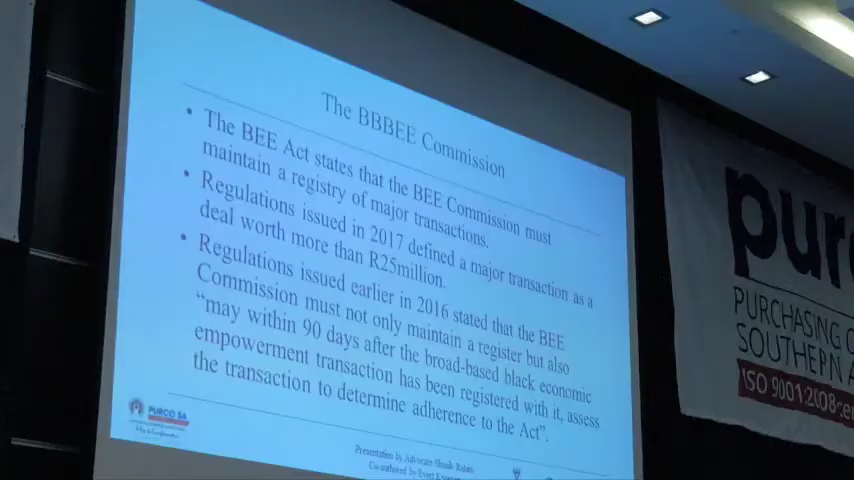 The BBBEE Commission
• The BEE Act states that the BEE Commission must
maintain a registry of major transactions.
• Regulations issued in 2017 defined a major transaction as a
deal worth more than R25million.
• Regulations issued earlier in 2016 stated that the BEE
Commission must not only maintain a register but also
“may within 90 days after the broad-based black economic
empowerment transaction has been registered with it, assess
the transaction to determine adherence to the Act”.
PURCO SA
Presentation by Advocate
Co-authored by Evert
purc
PURCHASING C
SOUTHERN A
ISO 9001:2008